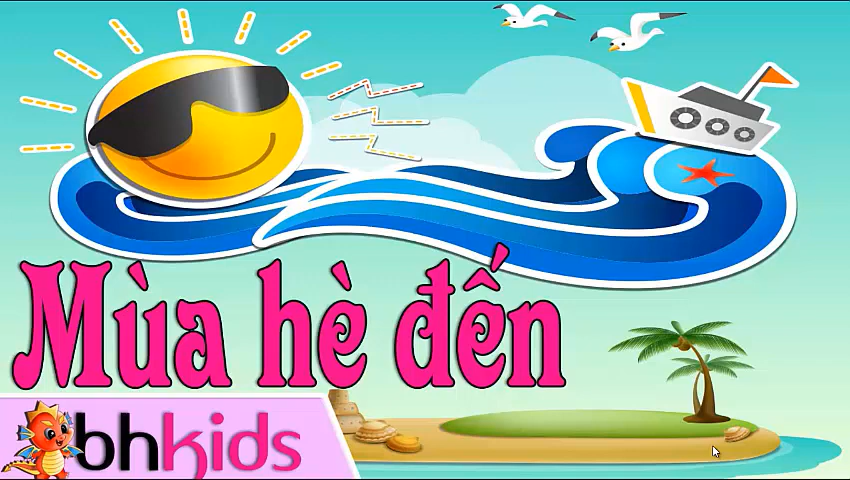 Mùa hè đến
bhkids